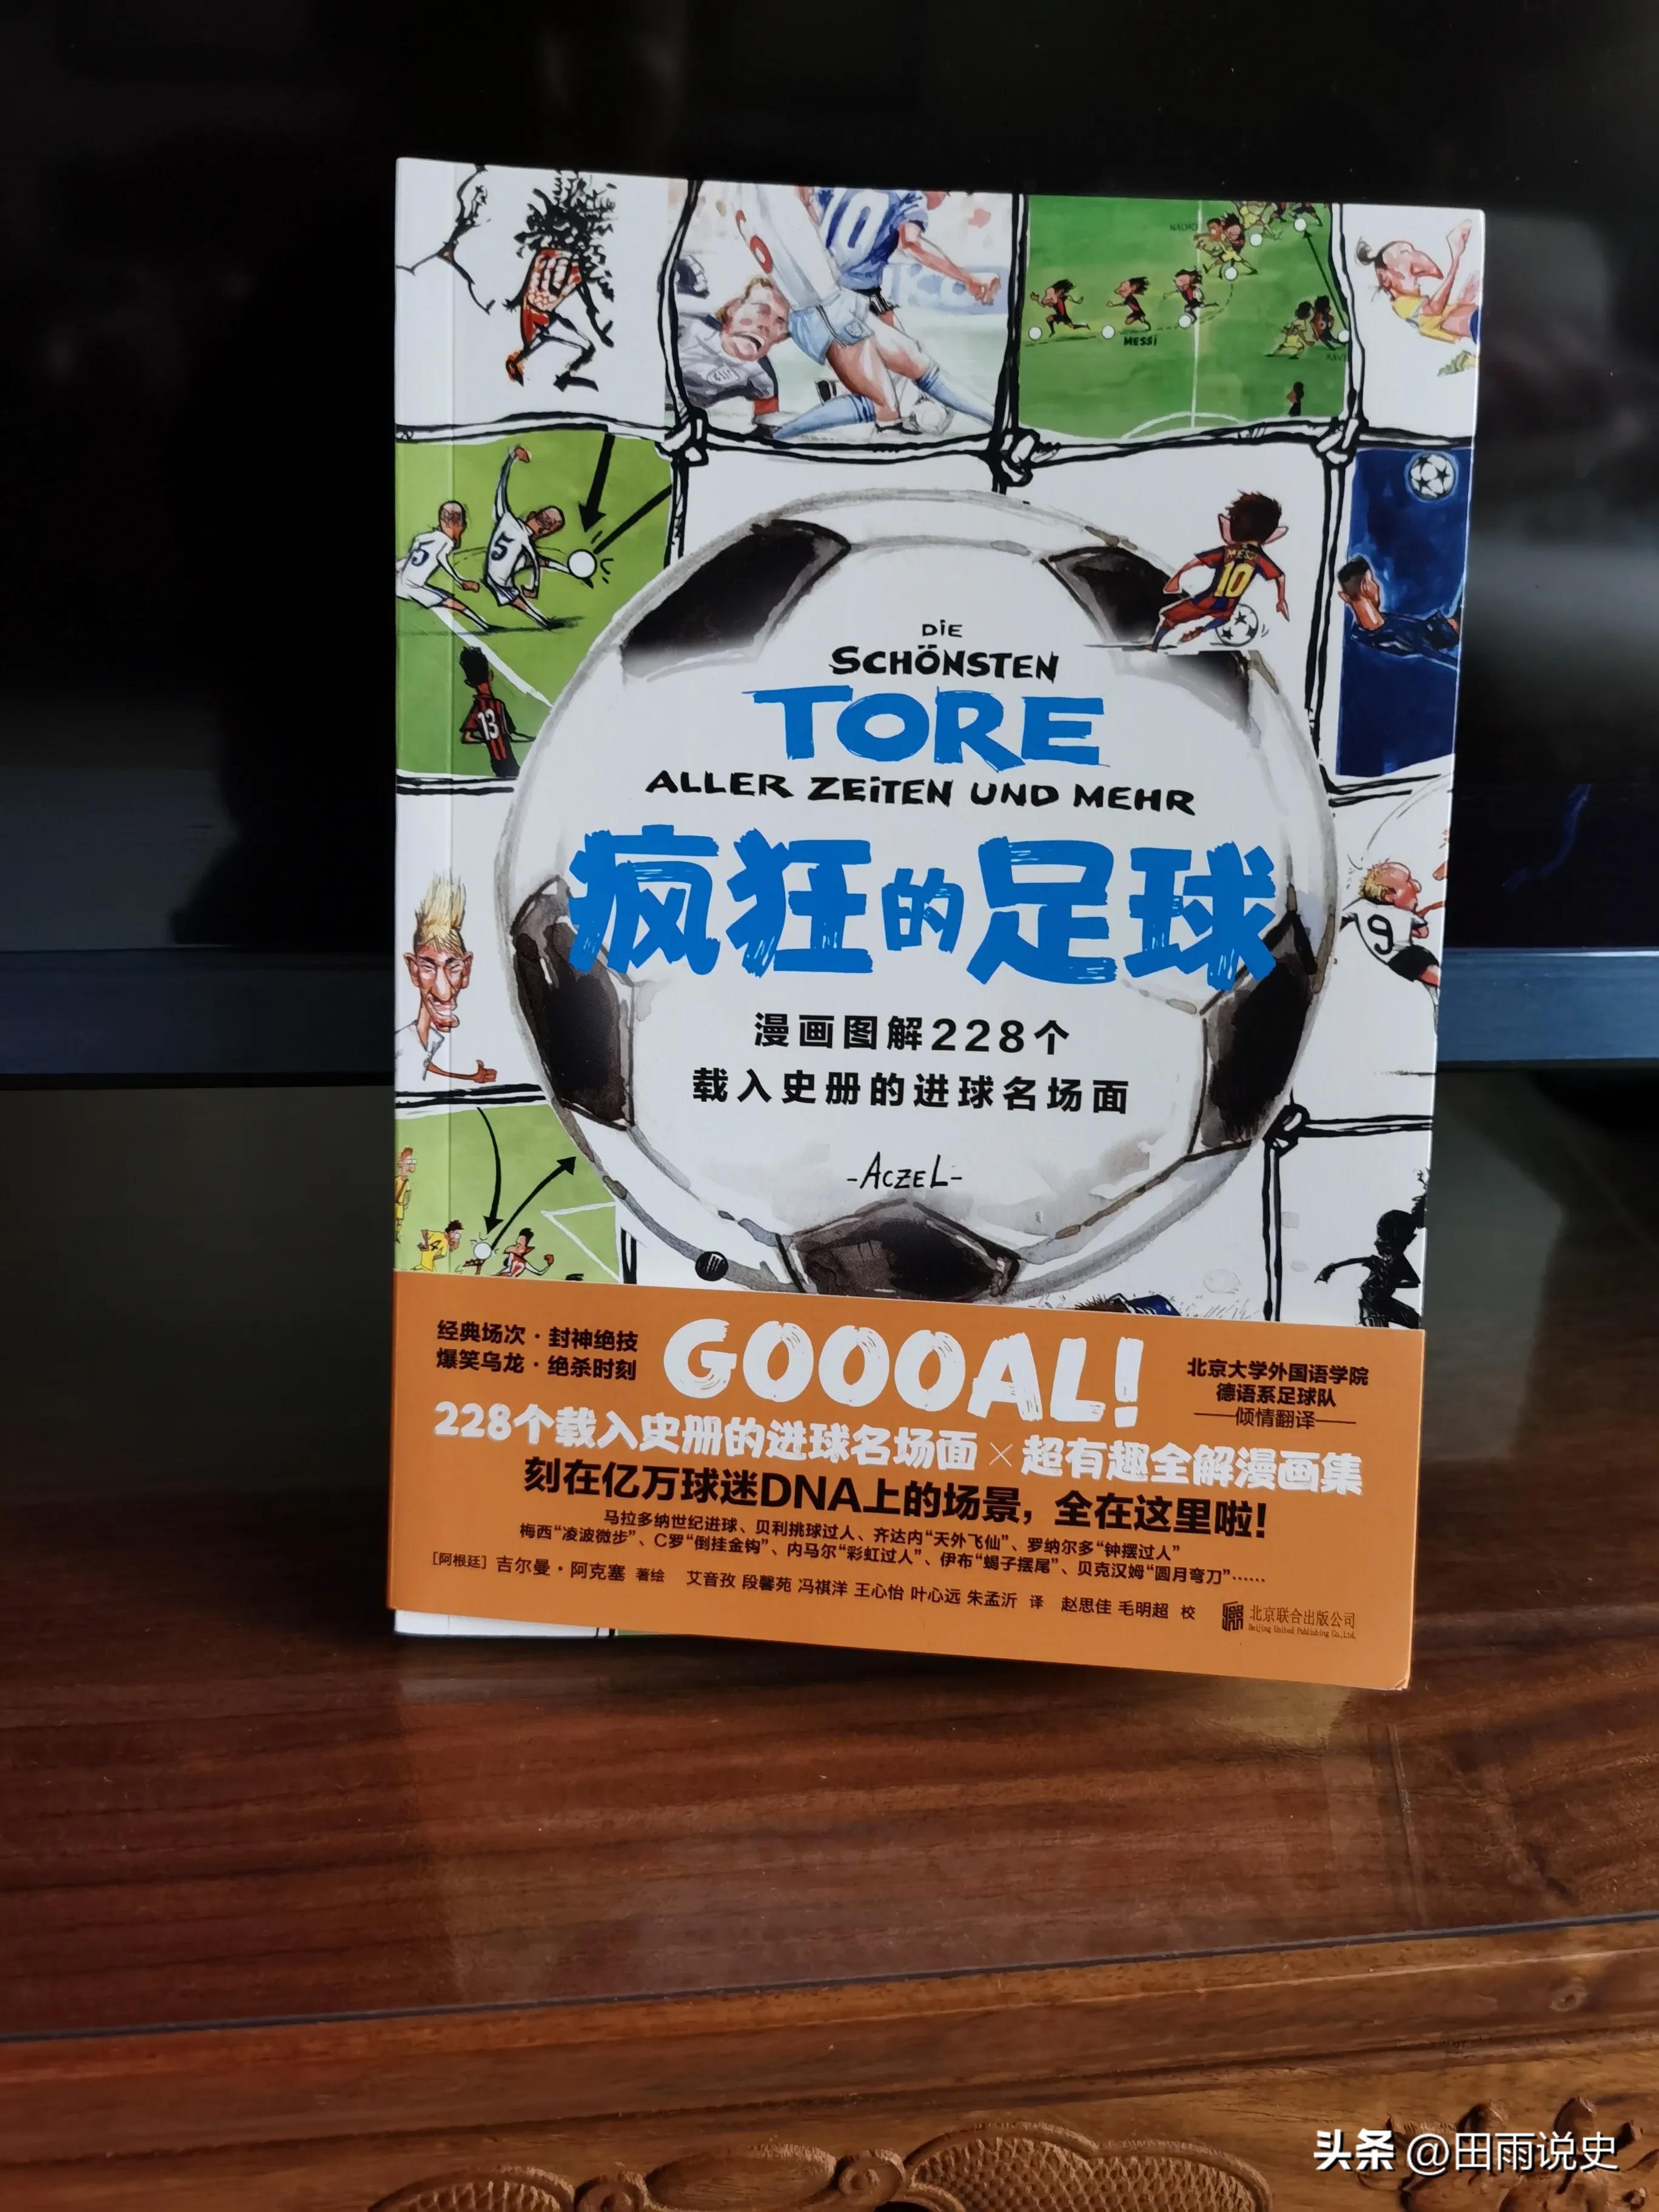 10
10
NACHO
MESSI
5
5
13
MESSI
10
DIE
SCHÖNSTEN
TORE
ALLER ZEITEN UND MEHR
疯狂的足球
9
漫画图解228个
载入史册的进球名场面
-ACZEL-
经典场次·封神绝技
爆笑乌龙·绝杀时刻
GOOOAL!
北京大学外国语学院
德语系足球队
——倾情翻译——
228个载入史册的进球名场面×超有趣全解漫画集
刻在亿万球迷DNA上的场景，全在这里啦！
马拉多纳世纪进球、贝利挑球过人、齐达内“天外飞仙”、罗纳尔多“钟摆过人”
梅西“凌波微步”、C罗“倒挂金钩”、内马尔“彩虹过人”、伊布“蝎子摆尾”、贝克汉姆“圆月弯刀”……
[阿根廷] 吉尔曼·阿克塞 著绘 艾音孜 段馨苑 冯祺洋 王心怡 叶心远 朱孟沂 译 赵思佳 毛明超 校
北京联合出版公司
Beijing United Publishing Co.,Ltd.
头条 @田雨说史